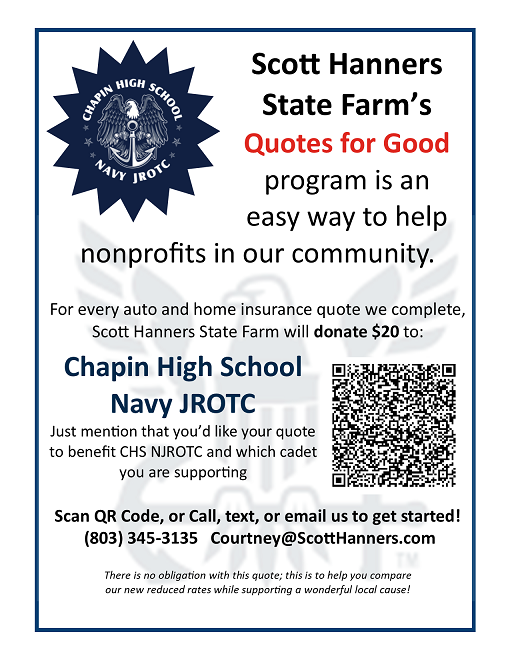 CHAPIN HIGH SCHOOL
NAVY JROTC
Scott Hanners
State Farm’s
Quotes for Good
program is an
easy way to help
nonprofits in our community.
For every auto and home insurance quote we complete,
Scott Hanners State Farm will donate $20 to:
Chapin High School
Navy JROTC
Just mention that you’d like your quote
to benefit CHS NJROTC and which cadet
you are supporting
Scan QR Code, or Call, text, or email us to get started!
(803) 345-3135 Courtney@ScottHanners.com
TM
There is no obligation with this quote; this is to help you compare
our new reduced rates while supporting a wonderful local cause!